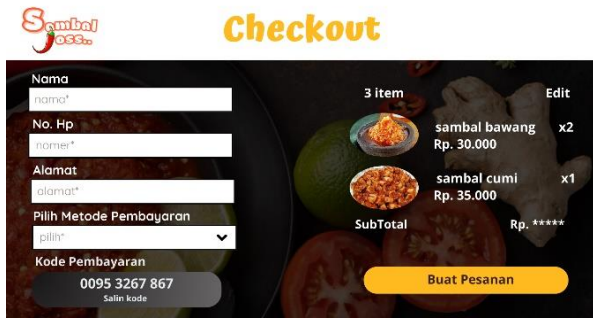 Sambal
Joss..
Checkout
Nama
nama*
No. Hp
nomer*
Alamat
alamat*
Pilih Metode Pembayaran
pilih*
Kode Pembayaran
0095 3267 867
Salin kode
3 item Edit
sambal bawang x2
Rp. 30.000
sambal cumi x1
Rp. 35.000
SubTotal Rp. *****
Buat Pesanan